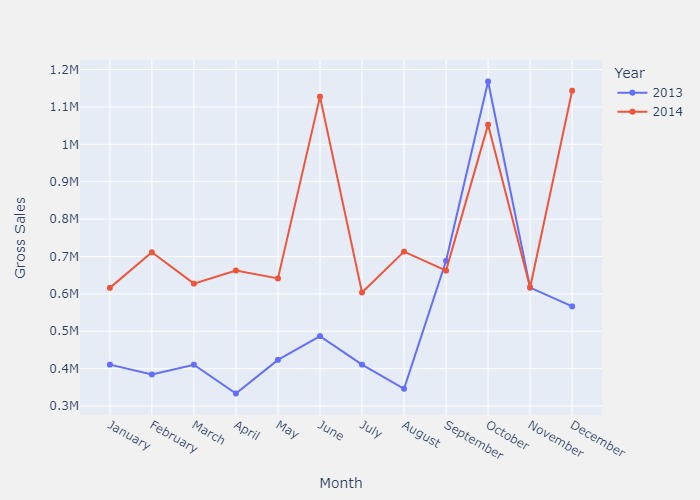 1.2M
1.1M
1M
0.9M
0.8M
0.7M
0.6M
0.5M
0.4M
0.3M
Gross Sales
January
February
March
April
May
June
July
August
September
October
November
December
Month
Year
2013
2014